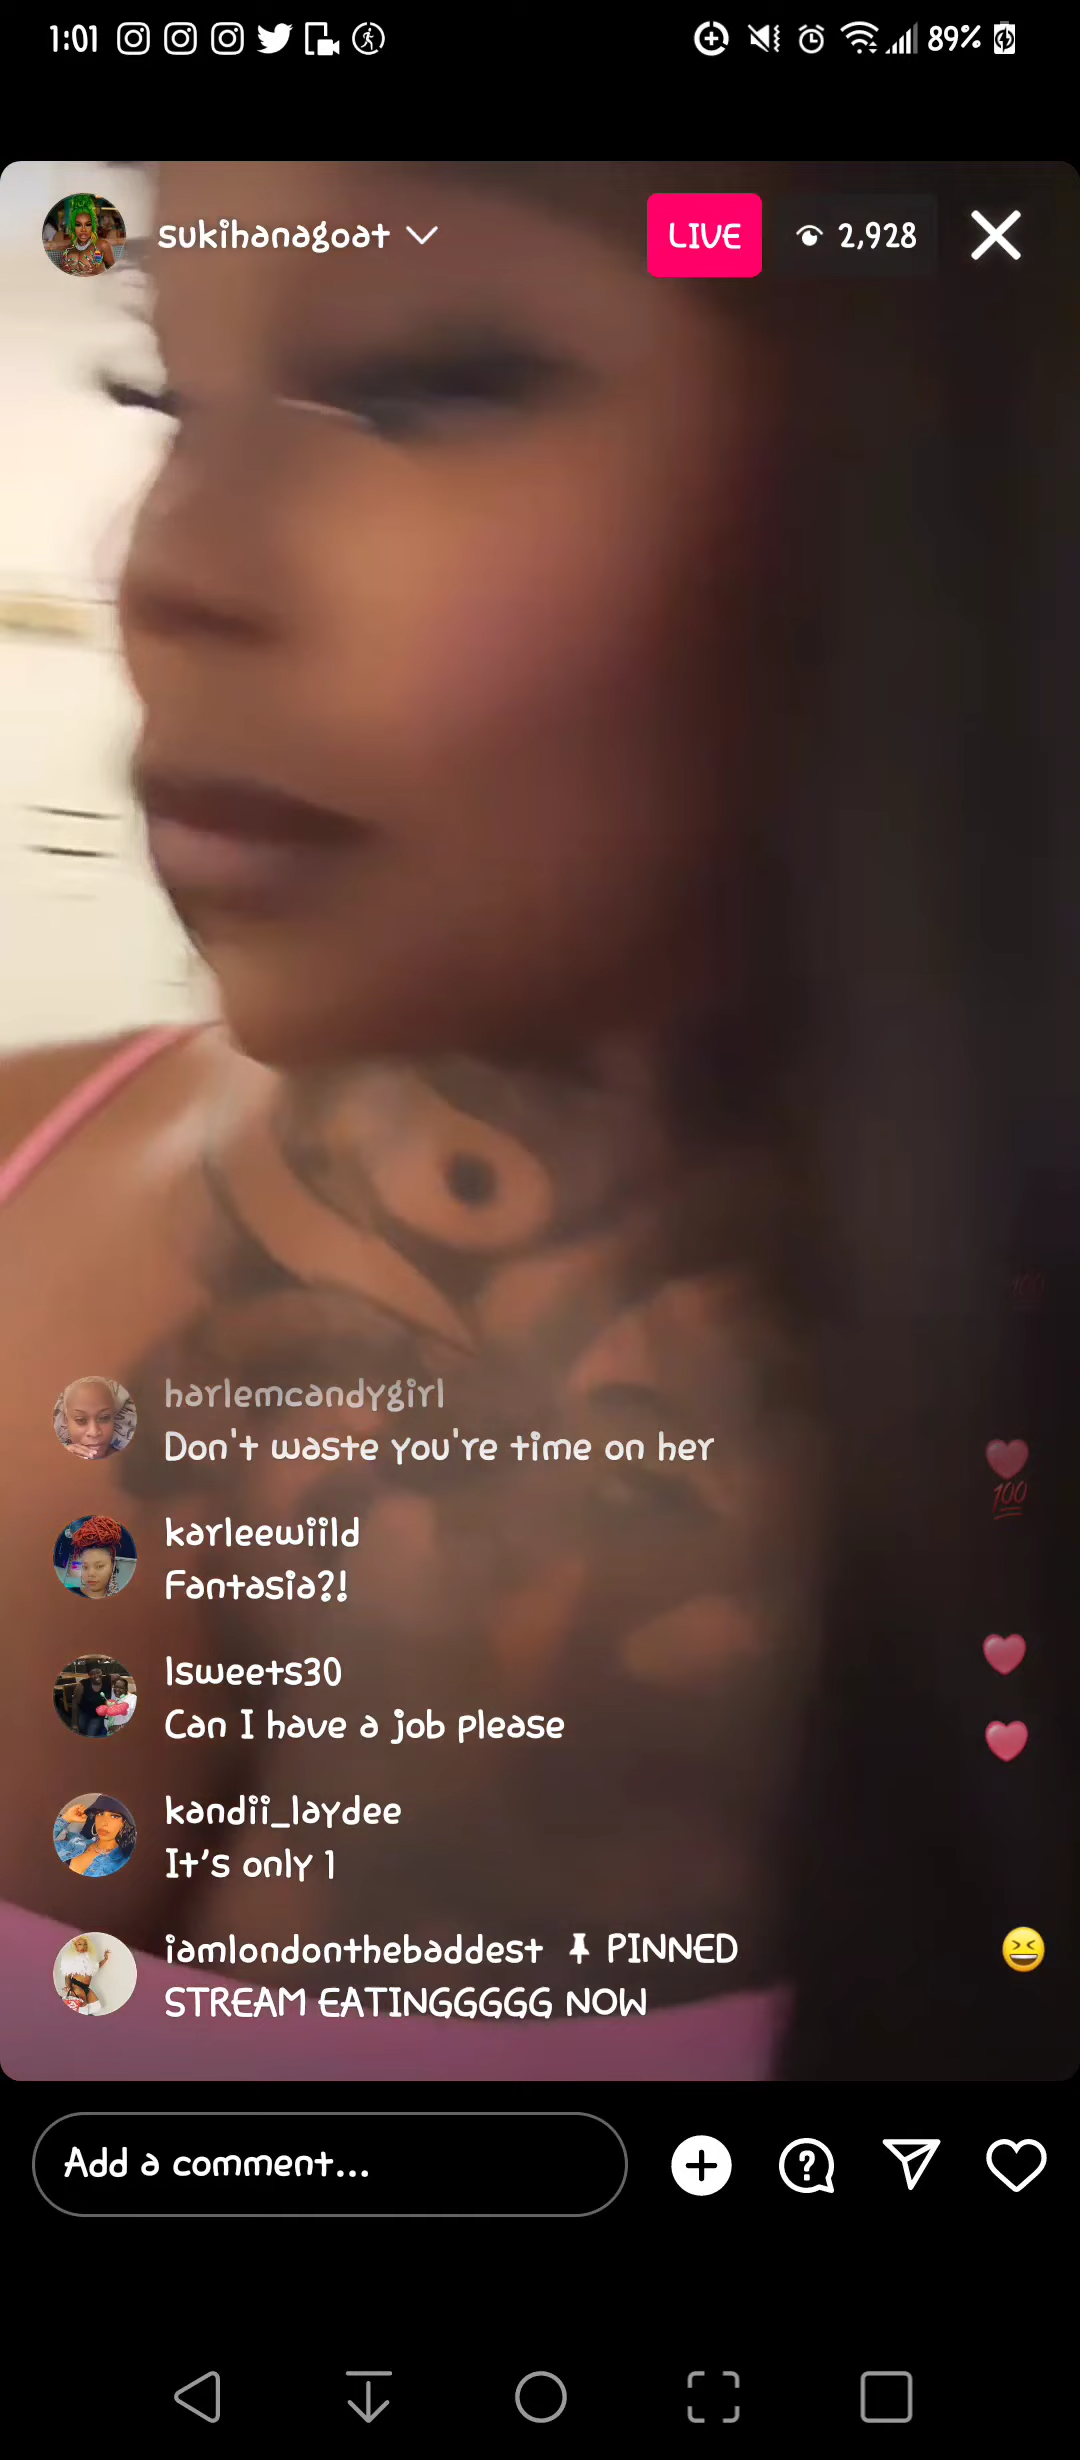 1:01 89%
sukihanagoat LIVE 2,928
harlemcandygirl
Don't waste you're time on her
karleewiild
Fantasia?!
lsweets30
Can I have a job please
kandii_laydee
It's only 1
iamlondonthebaddest PINNED
STREAM EATINGGGGG NOW
Add a comment...